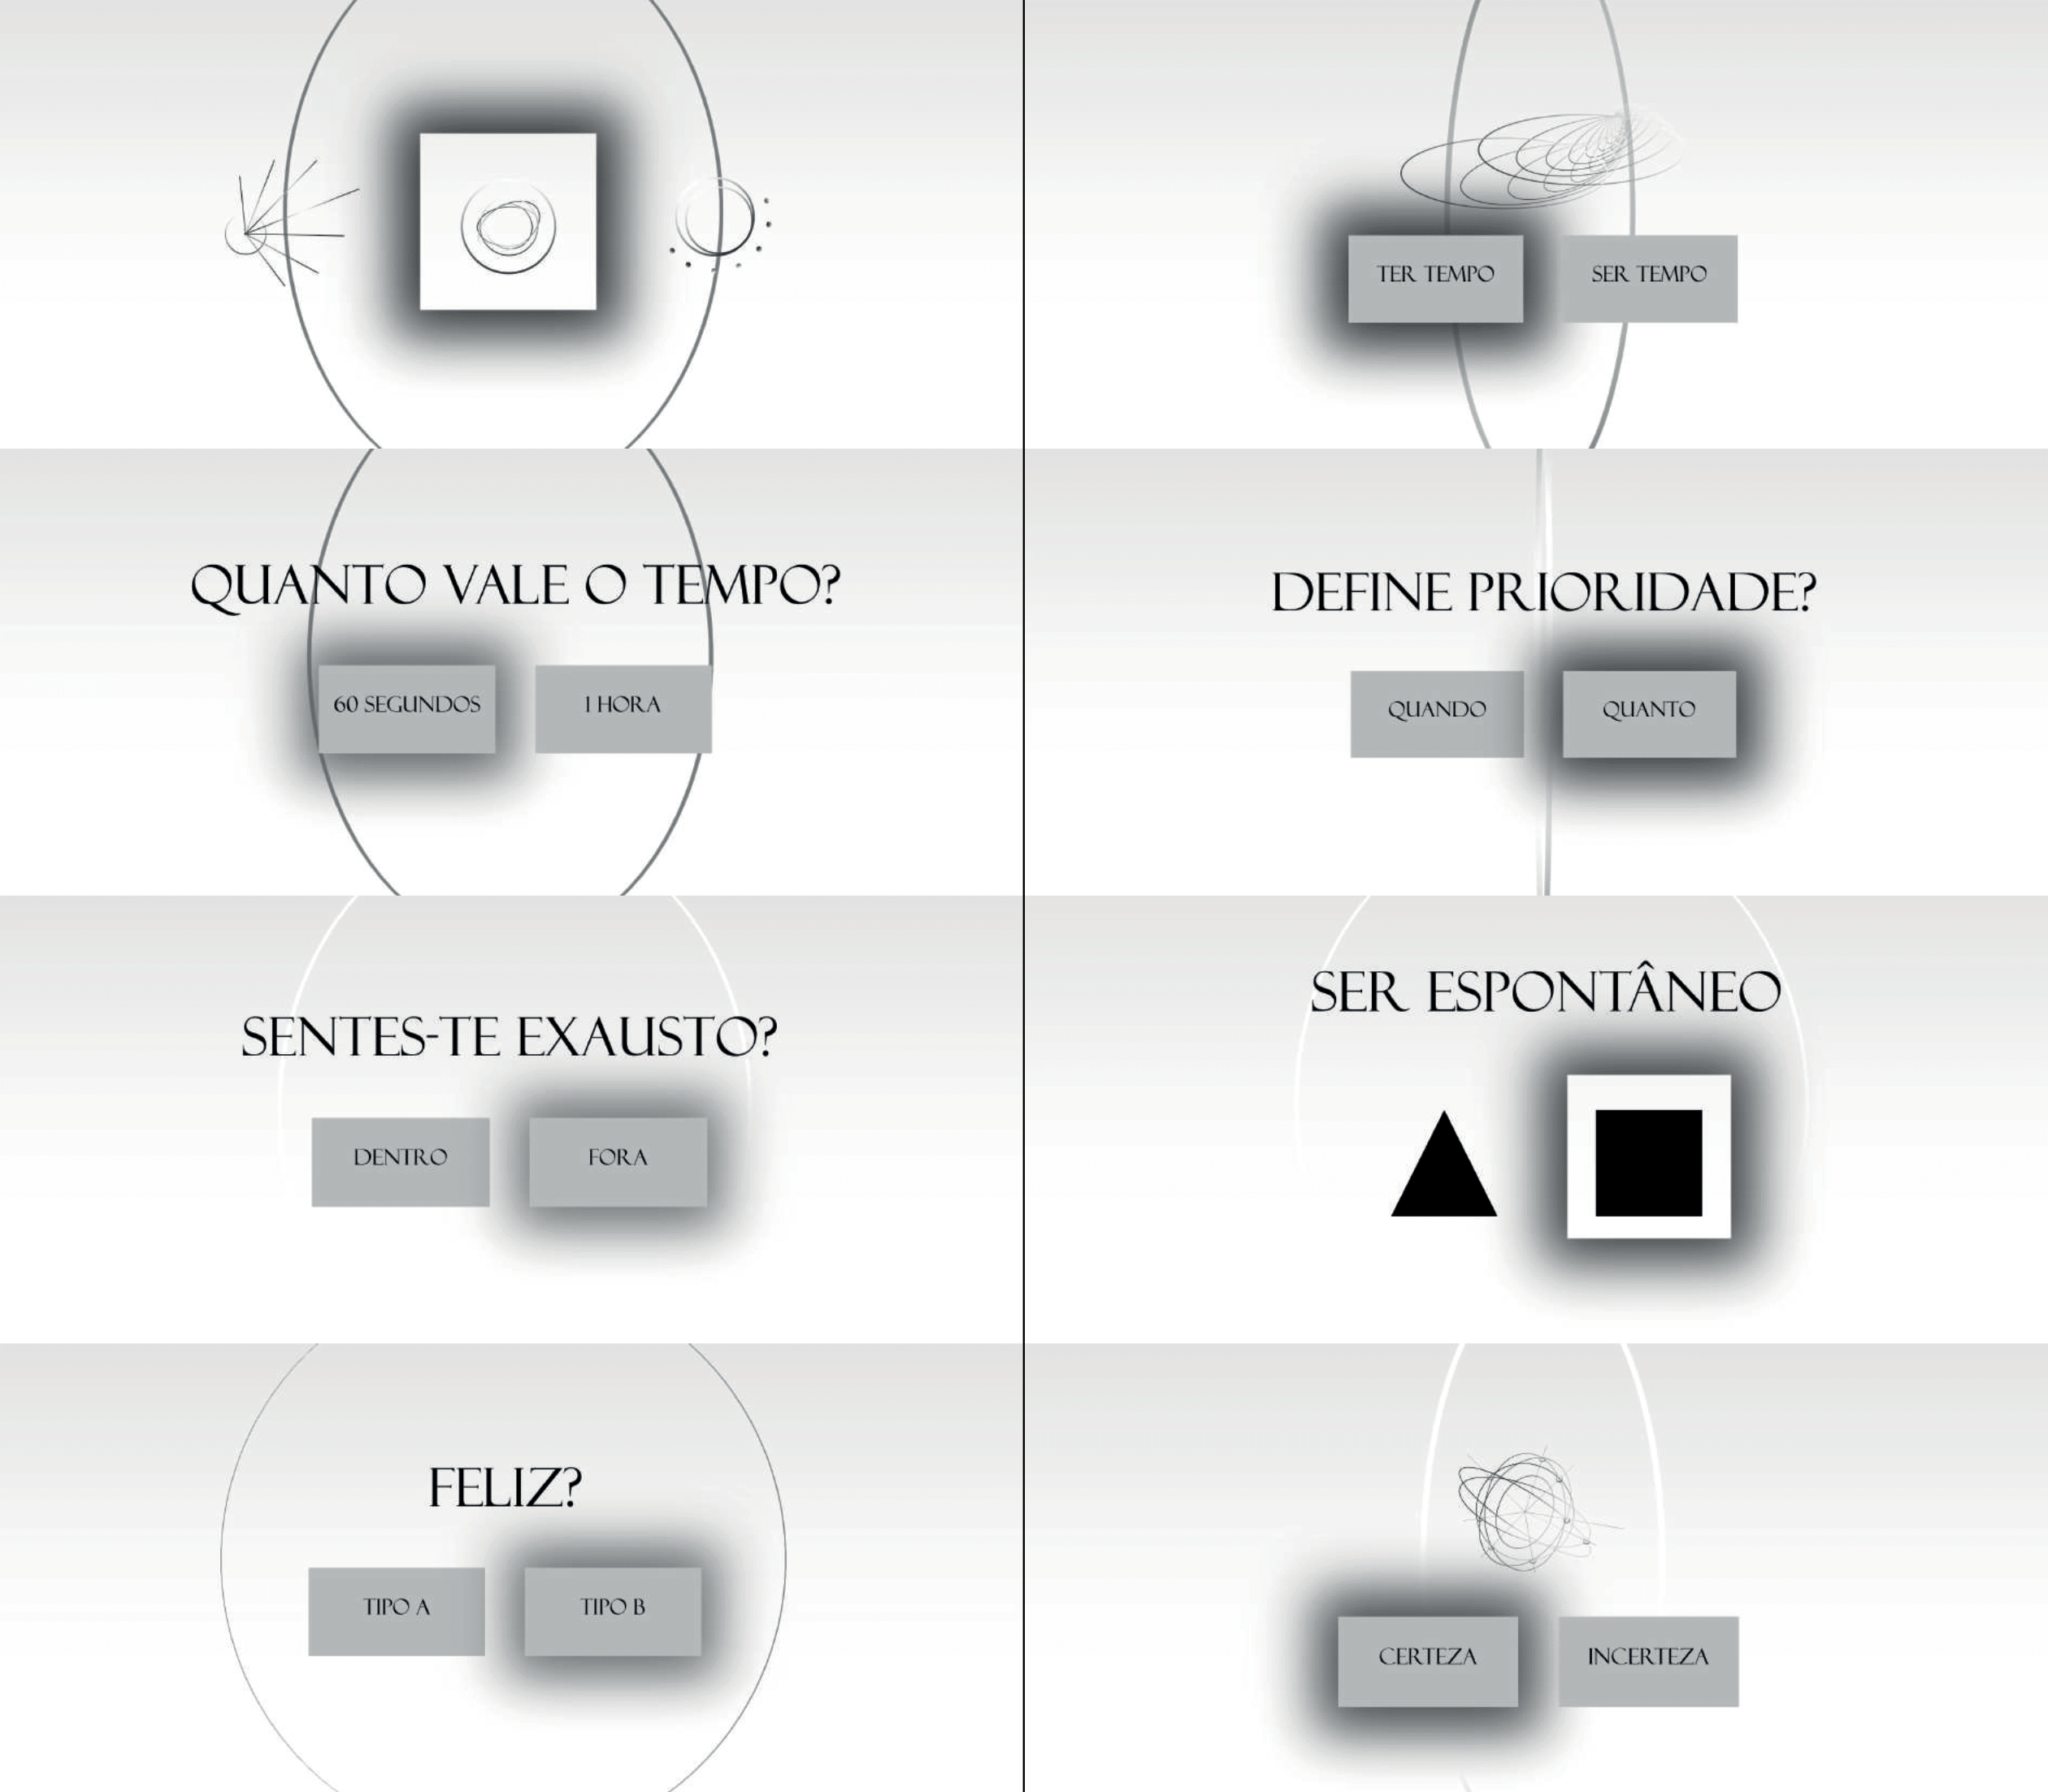 TER TEMPO
SER TEMPO
QUANTO VALE O TEMPO?
60 SEGUNDOS
1 HORA
DEFINE PRIORIDADE?
QUANDO
QUANTO
SENTES-TE EXAUSTO?
DENTRO
FORA
SER ESPONTÂNEO
FELIZ?
TIPO A
TIPO B
CERTEZA
INCERTEZA